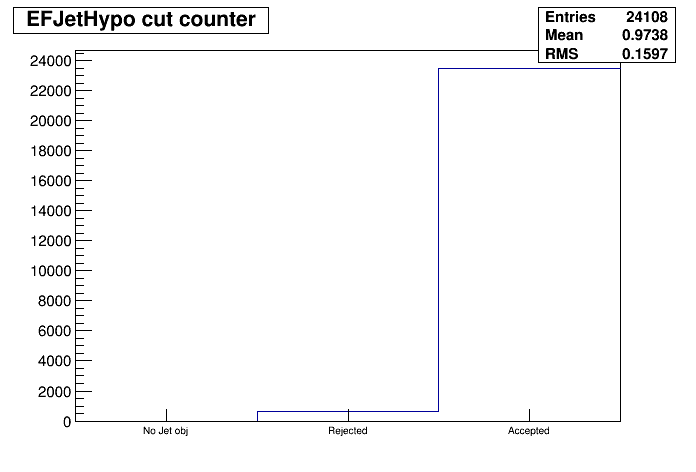 EFJetHypo cut counter
Entries 24108
Mean 0.9738
RMS 0.1597
24000
22000
20000
18000
16000
14000
12000
10000
8000
6000
4000
2000
0
No Jet obj Rejected Accepted